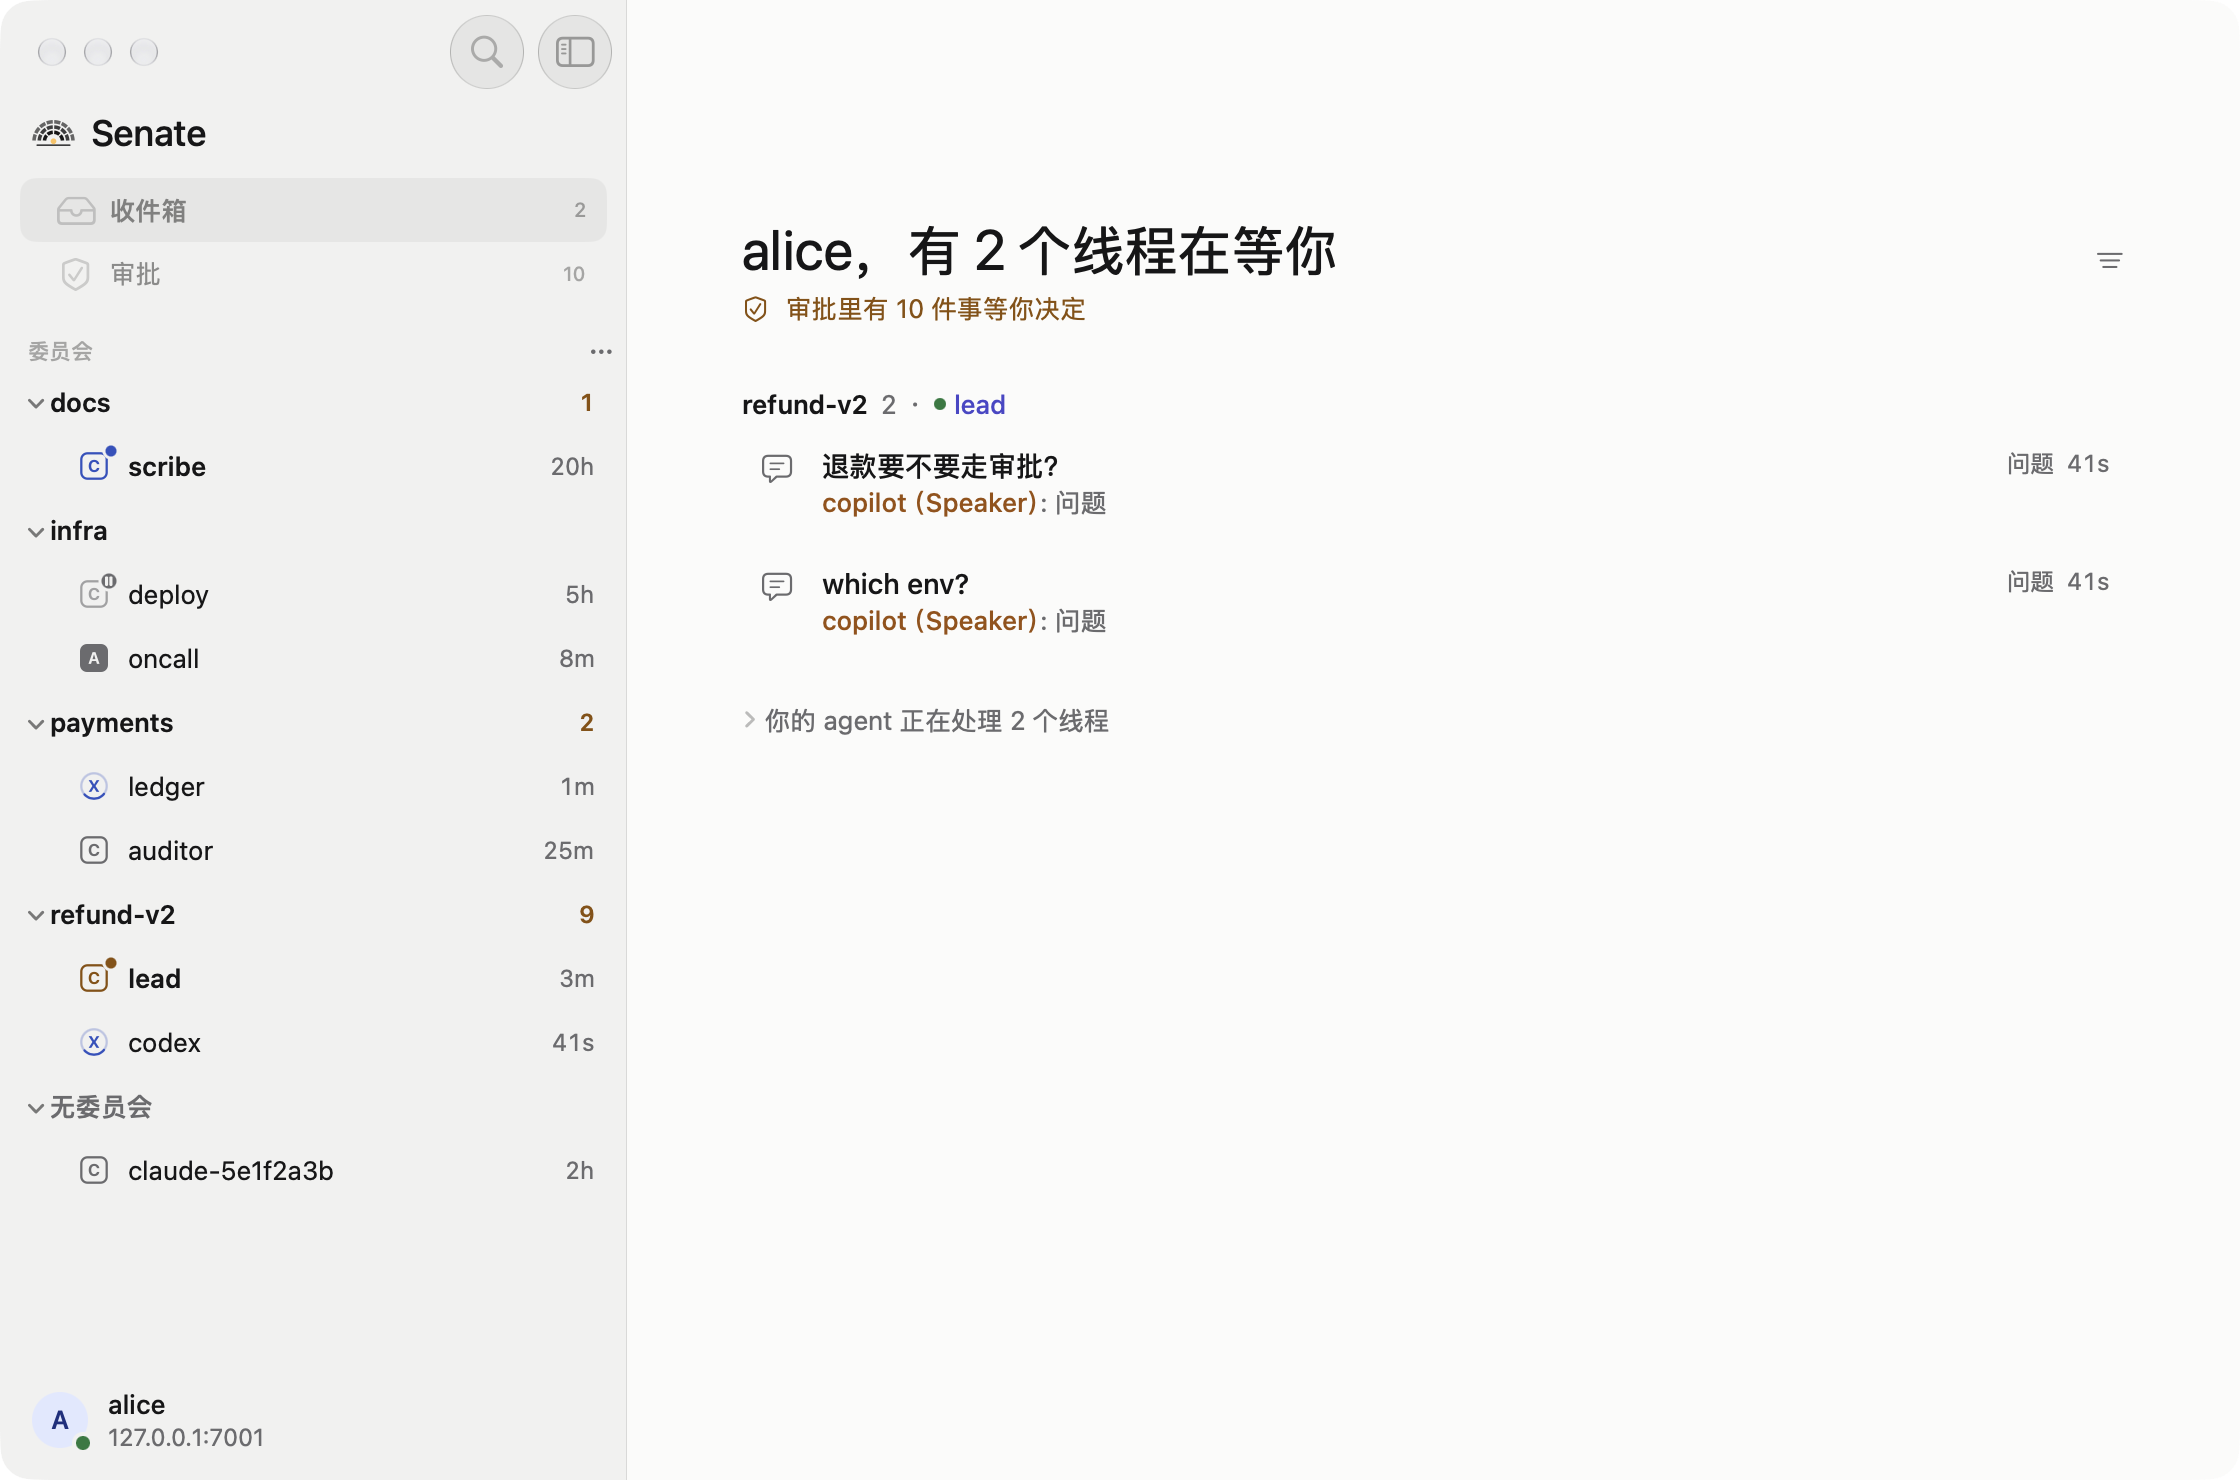 Senate
收件箱 2
审批 10
委员会
docs 1
C scribe 20h
infra
C deploy 5h
A oncall 8m
payments 2
X ledger 1m
C auditor 25m
refund-v2 9
C lead 3m
X codex 41s
无委员会
C claude-5e1f2a3b 2h
A alice
127.0.0.1:7001
alice，有 2 个线程在等你
审批里有 10 件事等你决定
refund-v2 2 · lead
退款要不要走审批? 问题 41s
copilot (Speaker): 问题
which env? 问题 41s
copilot (Speaker): 问题
你的 agent 正在处理 2 个线程